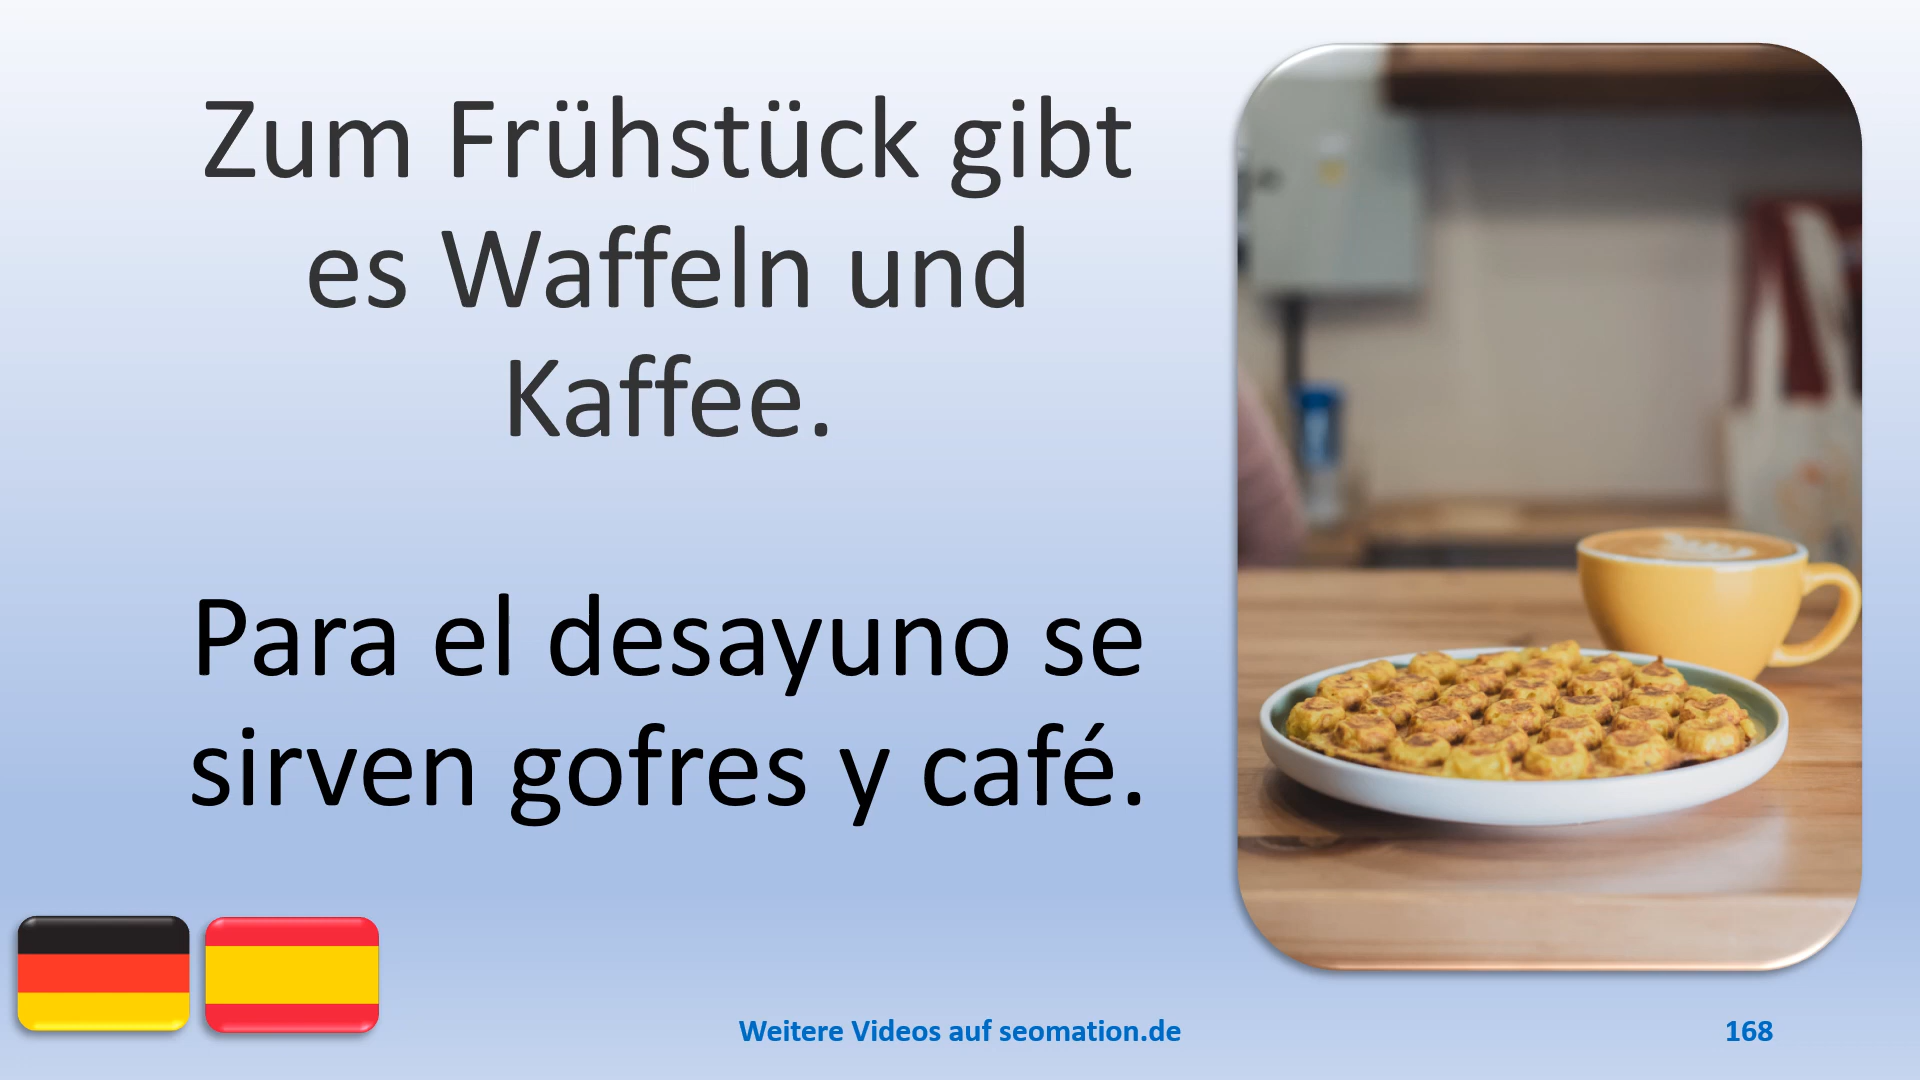 Zum Frühstück gibt
es Waffeln und
Kaffee.
Para el desayuno se
sirven gofres y café.
Weitere Videos auf seomation.de
168